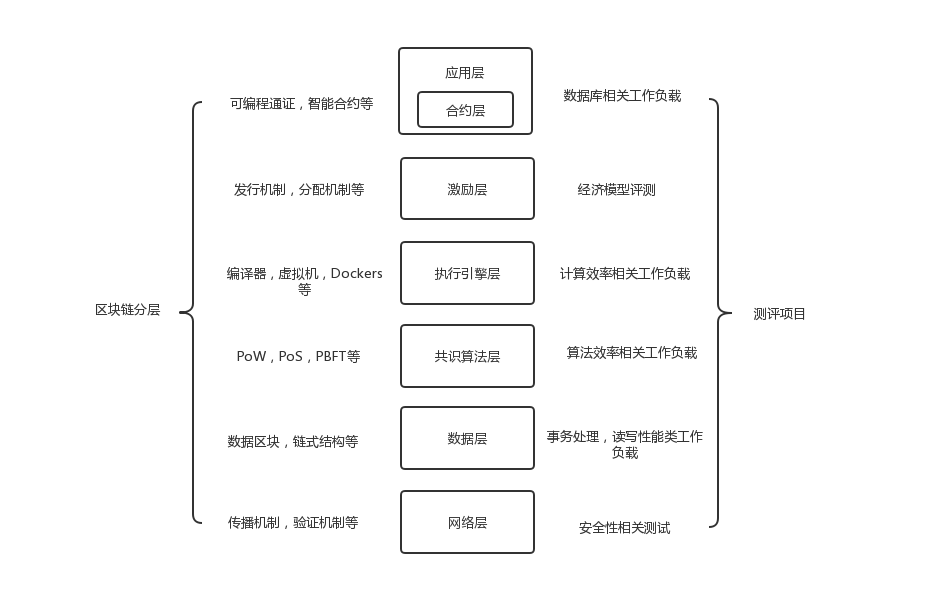 应用层
可编程通证，智能合约等
合约层
数据库相关工作负载
发行机制，分配机制等
激励层
经济模型评测
编译器，虚拟机，Dockers
等
执行引擎层
计算效率相关工作负载
区块链分层
测评项目
PoW，PoS，PBFT等
共识算法层
算法效率相关工作负载
数据区块，链式结构等
数据层
事务处理，读写性能类工作
负载
传播机制，验证机制等
网络层
安全性相关测试